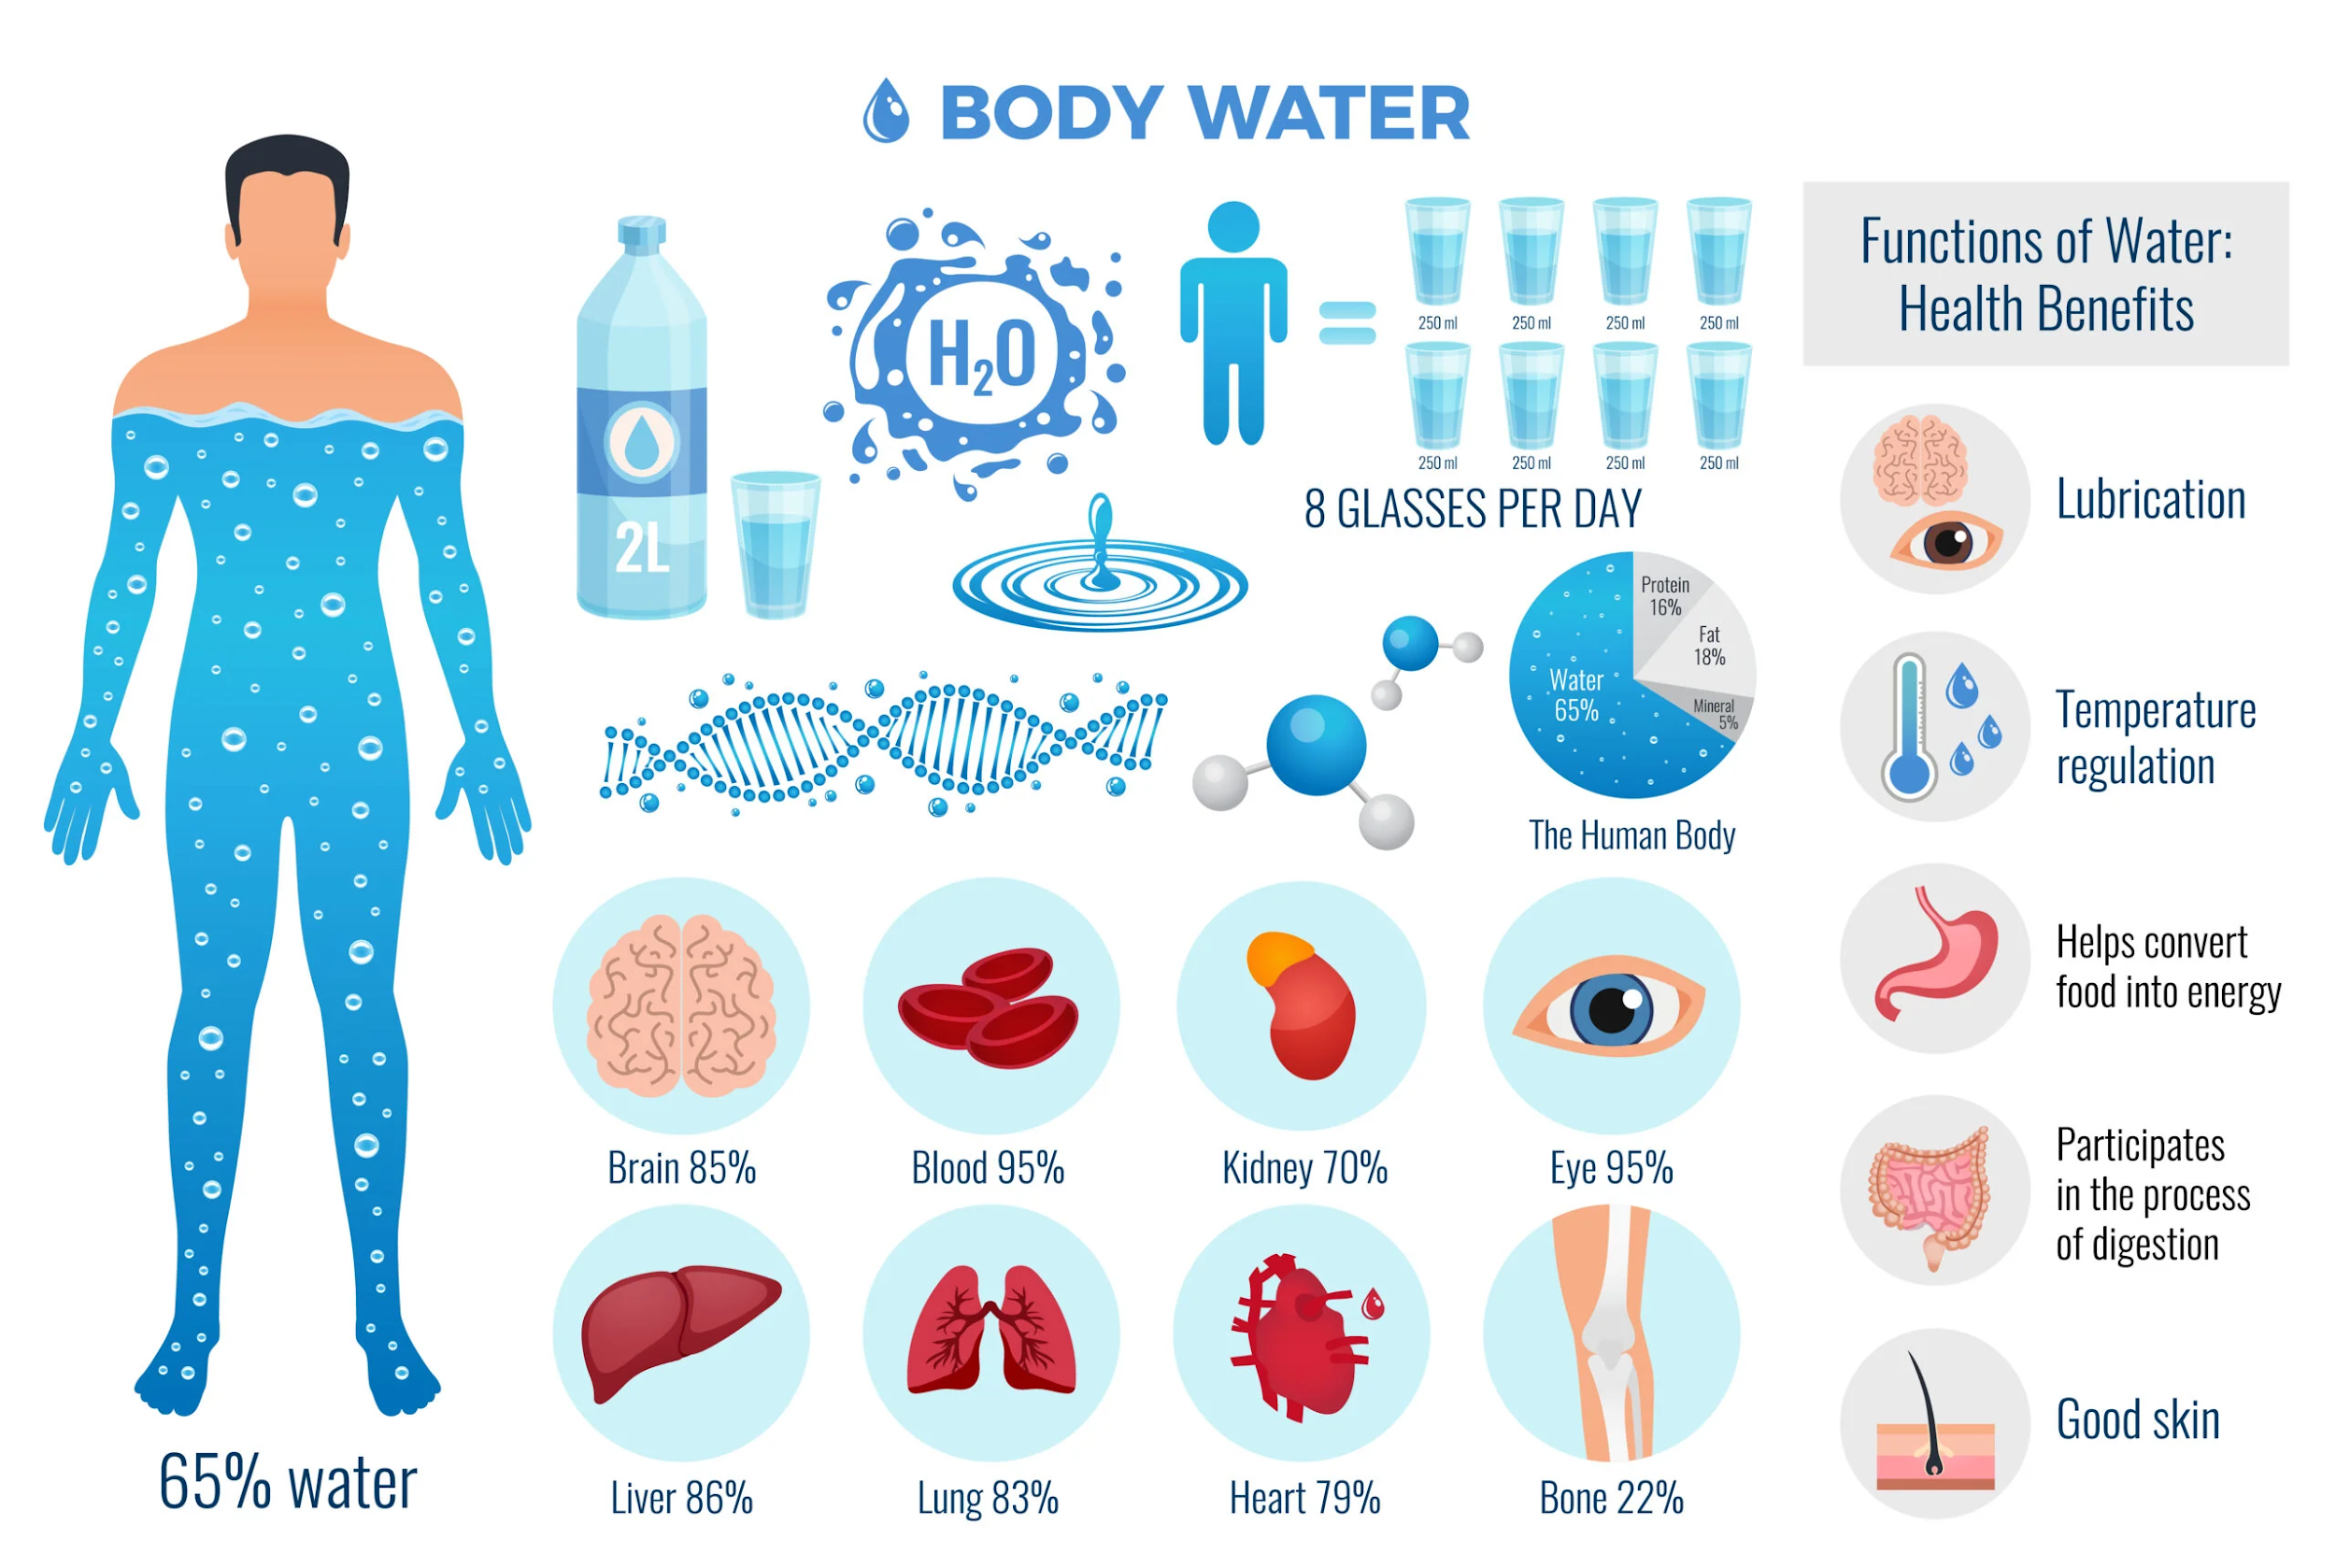 BODY WATER
2L
H2O
250 ml
250 ml
250 ml
250 ml
250 ml
250 ml
250 ml
250 ml
8 GLASSES PER DAY
Protein
16%
Fat
18%
Mineral
5%
Water
65%
The Human Body
Brain 85%
Blood 95%
Kidney 70%
Eye 95%
Liver 86%
Lung 83%
Heart 79%
Bone 22%
65% water
Functions of Water:
Health Benefits
Lubrication
Temperature
regulation
Helps convert
food into energy
Participates
in the process
of digestion
Good skin